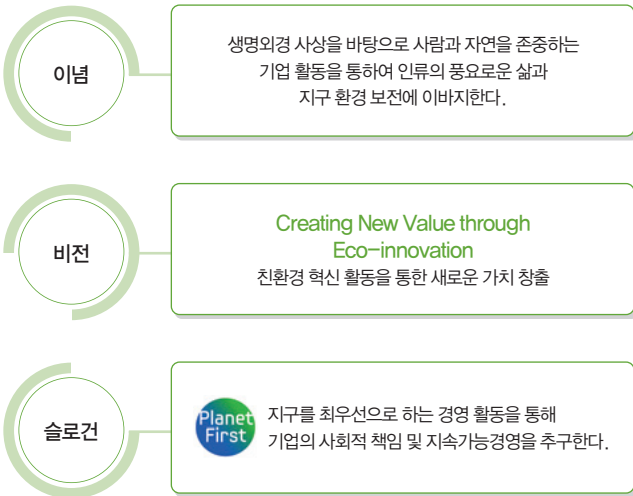 이념
생명외경 사상을 바탕으로 사람과 자연을 존중하는
기업 활동을 통하여 인류의 풍요로운 삶과
지구 환경 보전에 이바지한다.
비전
Creating New Value through
Eco-innovation
친환경 혁신 활동을 통한 새로운 가치 창출
슬로건
Planet
First
지구를 최우선으로 하는 경영 활동을 통해
기업의 사회적 책임 및 지속가능경영을 추구한다.